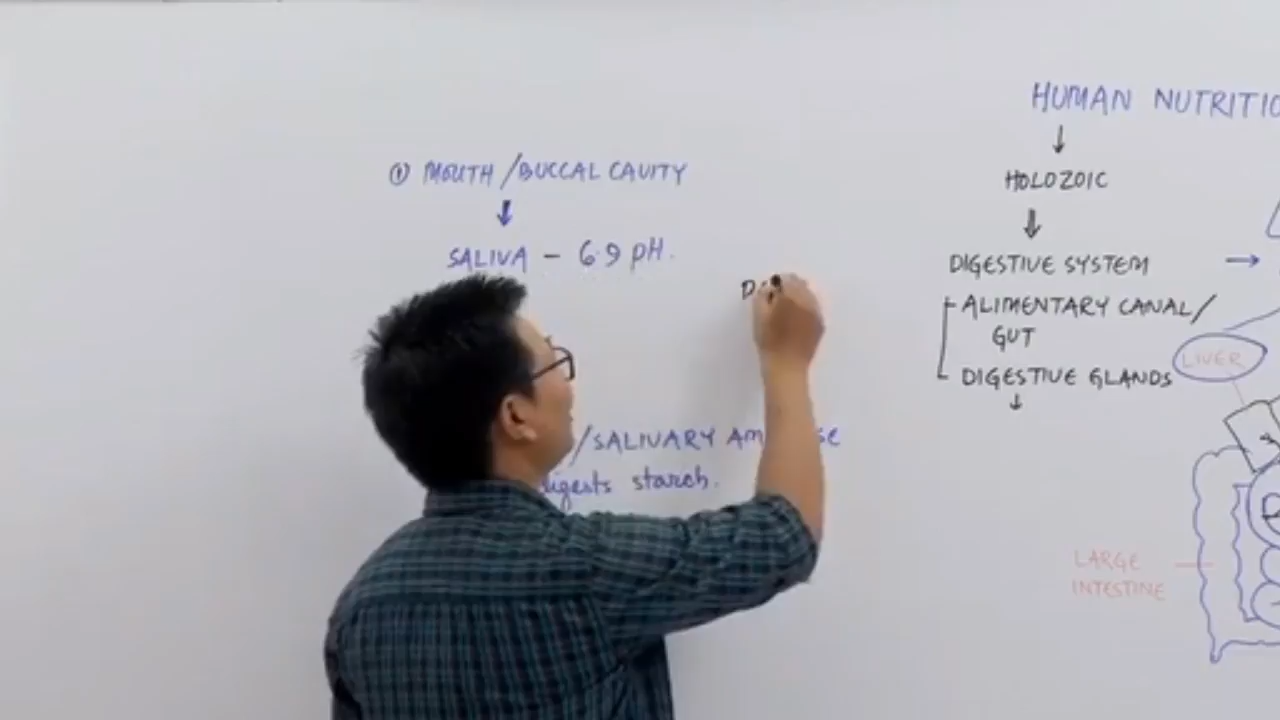 ① MOUTH / BUCCAL CAVITY
↓
SALIVA - 6.9 pH.
/SALIVARY
digests starch.
HUMAN
↓
HOLOZOIC
⇓
DIGESTIVE SYSTEM →
ALIMENTARY CANAL/
GUT
DIGESTIVE GLANDS
↓
LIVER
LARGE
INTESTINE